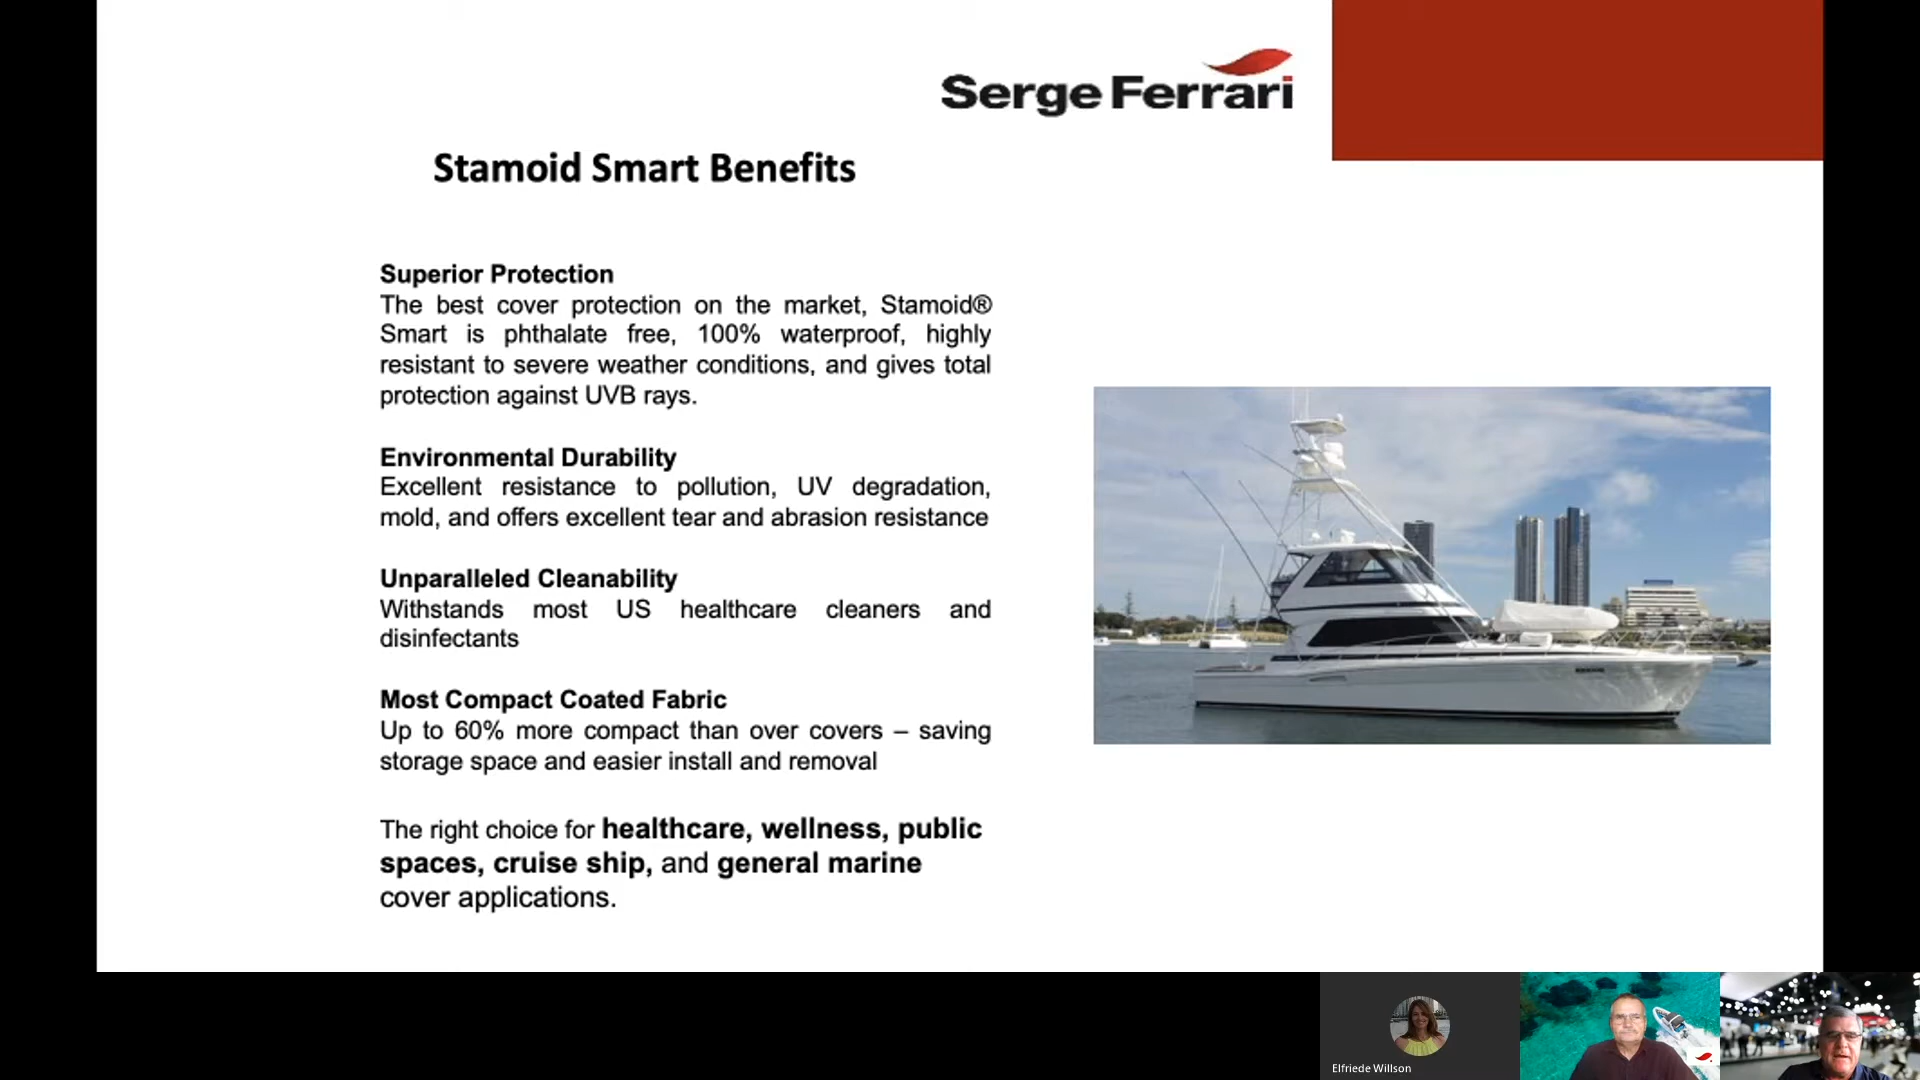 Serge Ferrari
Stamoid Smart Benefits
Superior Protection
The best cover protection on the market, Stamoid®
Smart is phthalate free, 100% waterproof, highly
resistant to severe weather conditions, and gives total
protection against UVB rays.
Environmental Durability
Excellent resistance to pollution, UV degradation,
mold, and offers excellent tear and abrasion resistance
Unparalleled Cleanability
Withstands most US healthcare cleaners and
disinfectants
Most Compact Coated Fabric
Up to 60% more compact than over covers – saving
storage space and easier install and removal
The right choice for healthcare, wellness, public
spaces, cruise ship, and general marine
cover applications.
Elfriede Willson